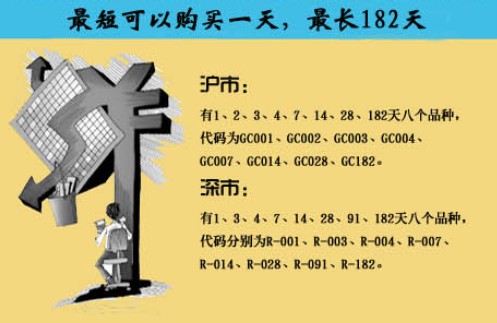 最短可以购买一天，最长182天
沪市：
有1、2、3、4、7、14、28、182天八个品种，
代码为GC001、GC002、GC003、GC004、
GC007、GC014、GC028、GC182。
深市：
有1、3、4、7、14、28、91、182天八个品种，
代码分别为R-001、R-003、R-004、R-007、
R-014、R-028、R-091、R-182。